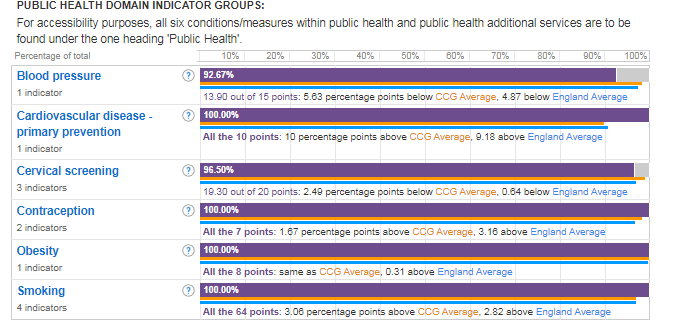 PUBLIC HEALTH DOMAIN INDICATOR GROUPS:
For accessibility purposes, all six conditions/measures within public health and public health additional services are to be
found under the one heading 'Public Health'.
Percentage of total 10% 20% 30% 40% 50% 60% 70% 80% 90% 100%
Blood pressure ? 92.67%
1 indicator
13.90 out of 15 points: 5.63 percentage points below CCG Average, 4.87 below England Average
Cardiovascular disease - ? 100.00%
primary prevention
All the 10 points: 10 percentage points above CCG Average, 9.18 above England Average
1 indicator
Cervical screening ? 96.50%
3 indicators
19.30 out of 20 points: 2.49 percentage points below CCG Average, 0.64 below England Average
Contraception ? 100.00%
2 indicators
All the 7 points: 1.67 percentage points above CCG Average, 3.16 above England Average
Obesity ? 100.00%
1 indicator
All the 8 points: same as CCG Average, 0.31 above England Average
Smoking ? 100.00%
4 indicators
All the 64 points: 3.06 percentage points above CCG Average, 2.82 above England Average